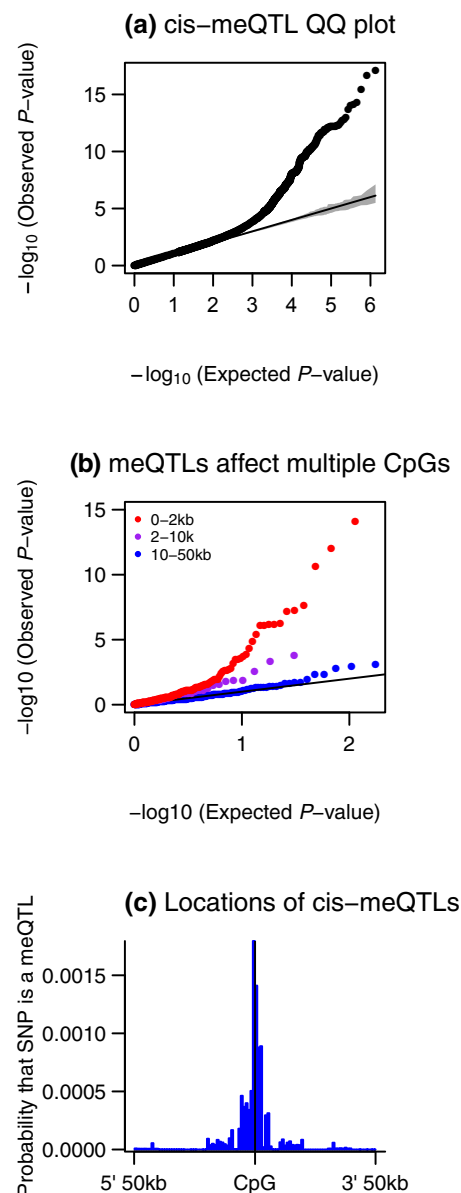 (a) cis−meQTL QQ plot
−log10 (Observed P−value)
15
10
5
0
0 1 2 3 4 5 6
−log10 (Expected P−value)
(b) meQTLs affect multiple CpGs
−log10 (Observed P−value)
15
10
5
0
0−2kb
2−10k
10−50kb
0 1 2
−log10 (Expected P−value)
(c) Locations of cis−meQTLs
Probability that SNP is a meQTL
0.0015
0.0010
0.0005
0.0000
5' 50kb CpG 3' 50kb